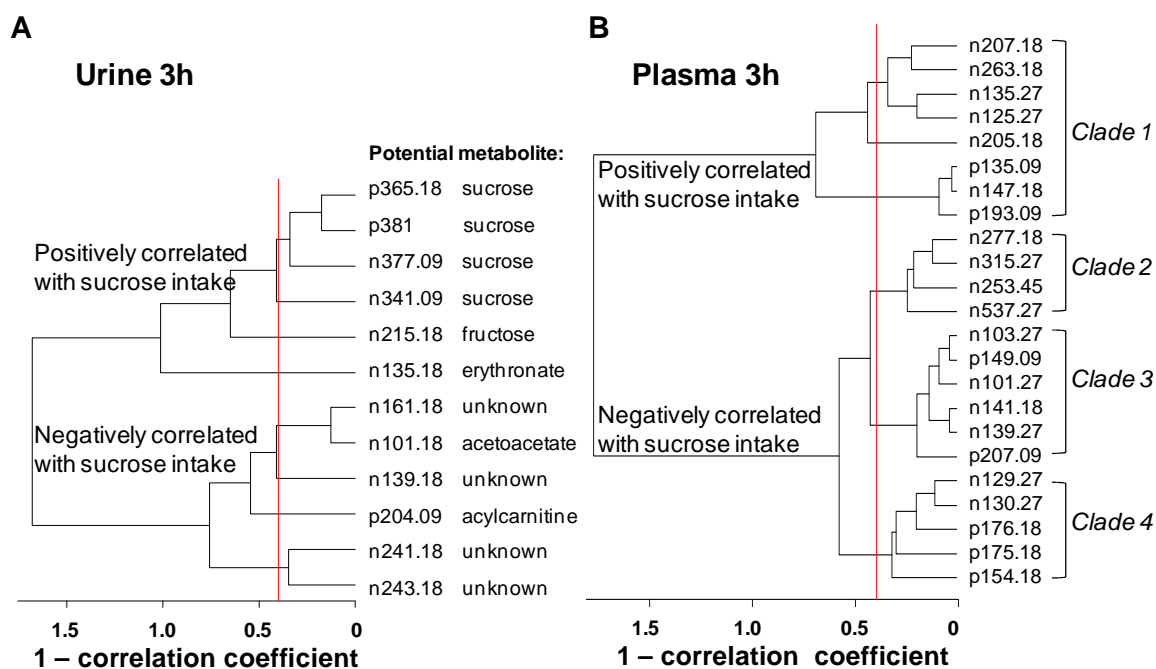 A
Urine 3h
Potential metabolite:
p365.18 sucrose
p381 sucrose
n377.09 sucrose
n341.09 sucrose
n215.18 fructose
n135.18 erythronate
n161.18 unknown
n101.18 acetoacetate
n139.18 unknown
p204.09 acylcarnitine
n241.18 unknown
n243.18 unknown
Positively correlated
with sucrose intake
Negatively correlated
with sucrose intake
1.5 1.0 0.5 0
1 – correlation coefficient
B
Plasma 3h
n207.18
n263.18
n135.27
n125.27
n205.18
p135.09
n147.18
p193.09
Clade 1
n277.18
n315.27
n253.45
n537.27
Clade 2
n103.27
p149.09
n101.27
n141.18
n139.27
p207.09
Clade 3
n129.27
n130.27
p176.18
p175.18
p154.18
Clade 4
Positively correlated
with sucrose intake
Negatively correlated
with sucrose intake
1.5 1.0 0.5 0
1 – correlation coefficient